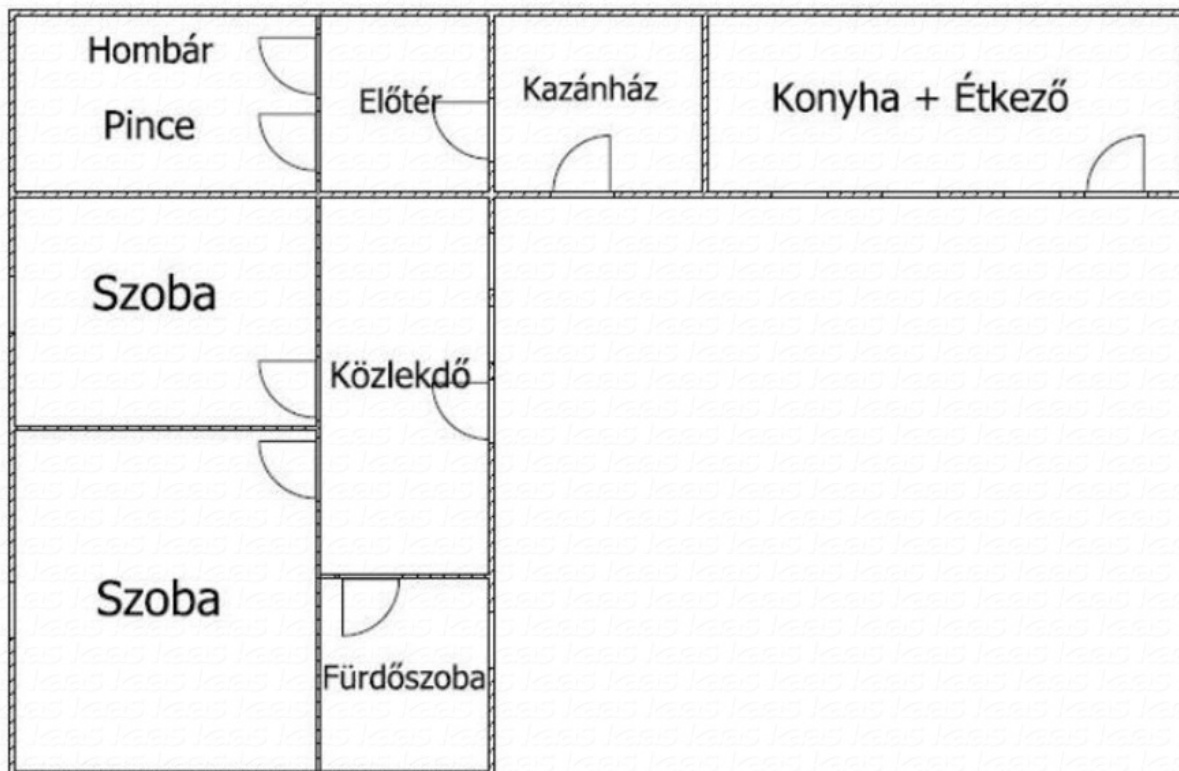 Hombár
Pince
Előtér
Kazánház
Konyha + Étkező
Szoba
Közlekdő
Szoba
Fürdőszoba